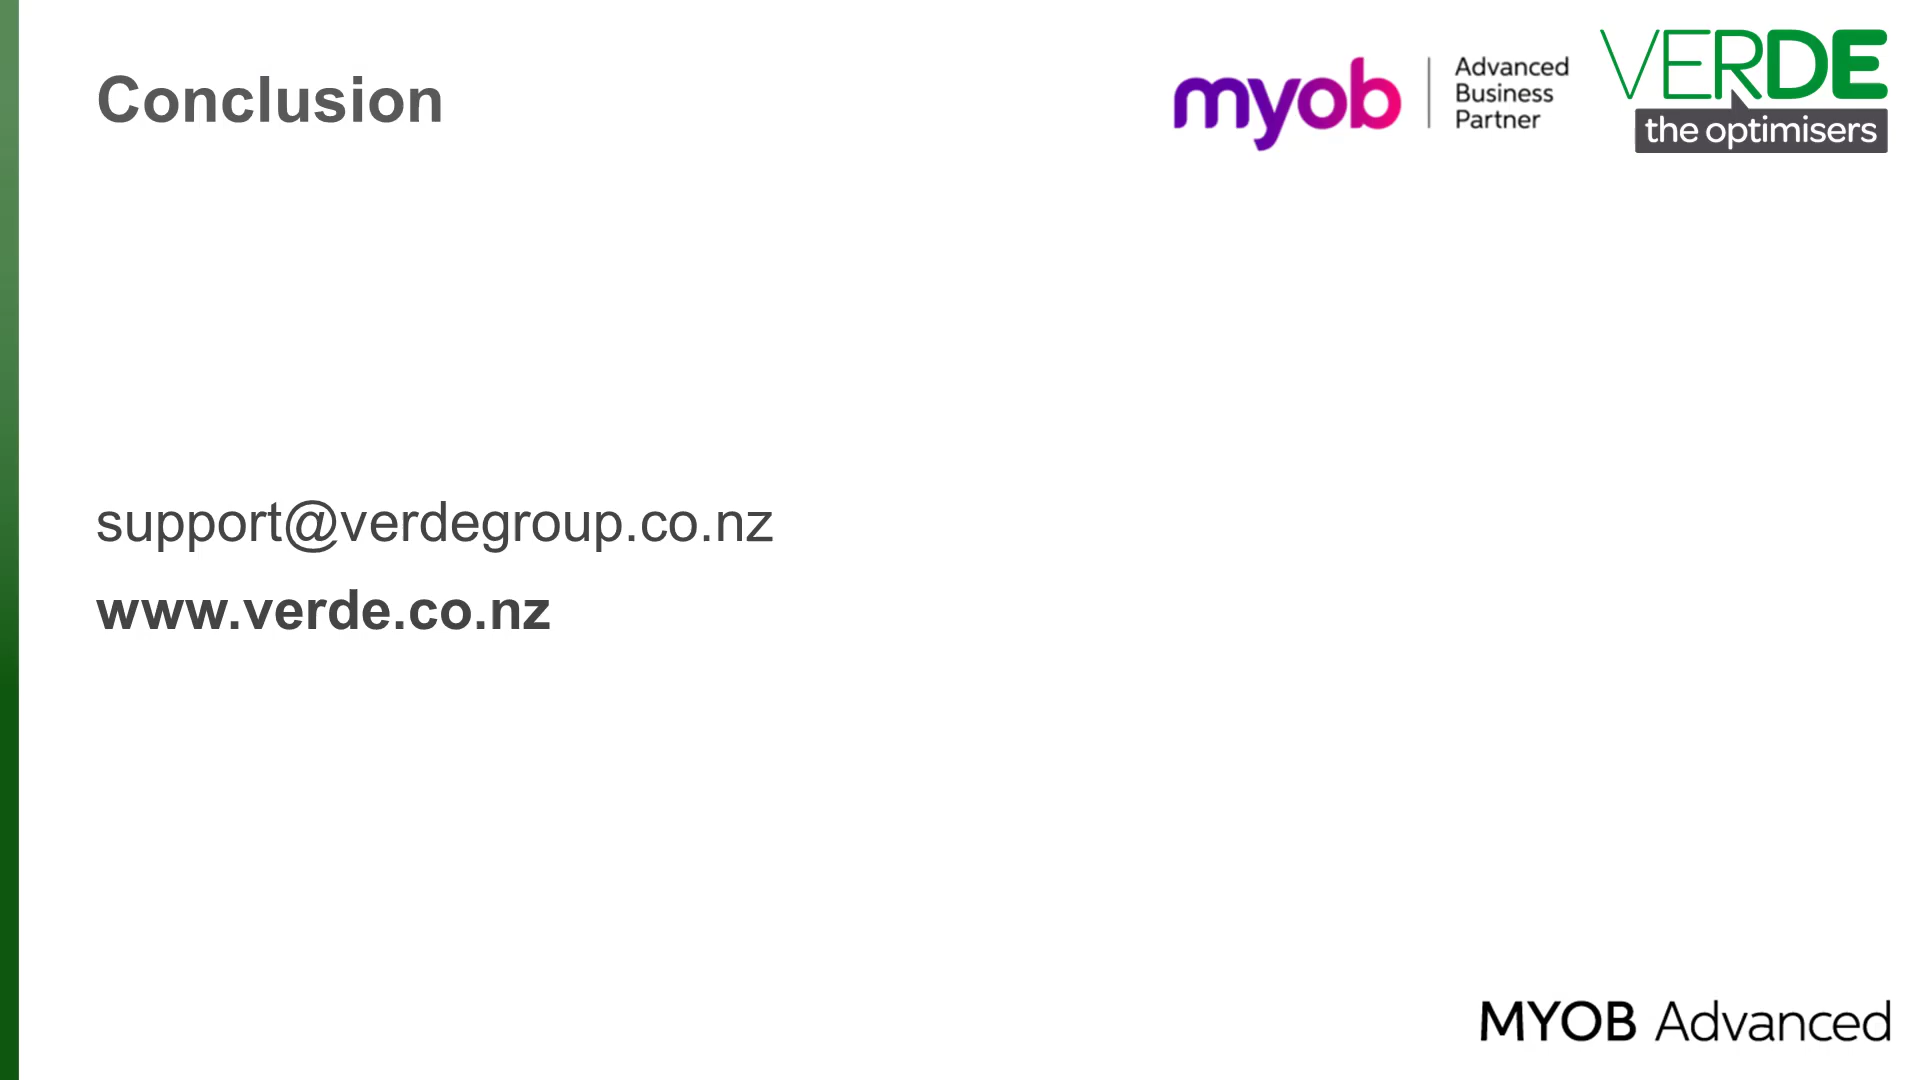 Conclusion
myob
Advanced
Business
Partner
VERDE
the optimisers
support@verdegroup.co.nz
www.verde.co.nz
MYOB Advanced